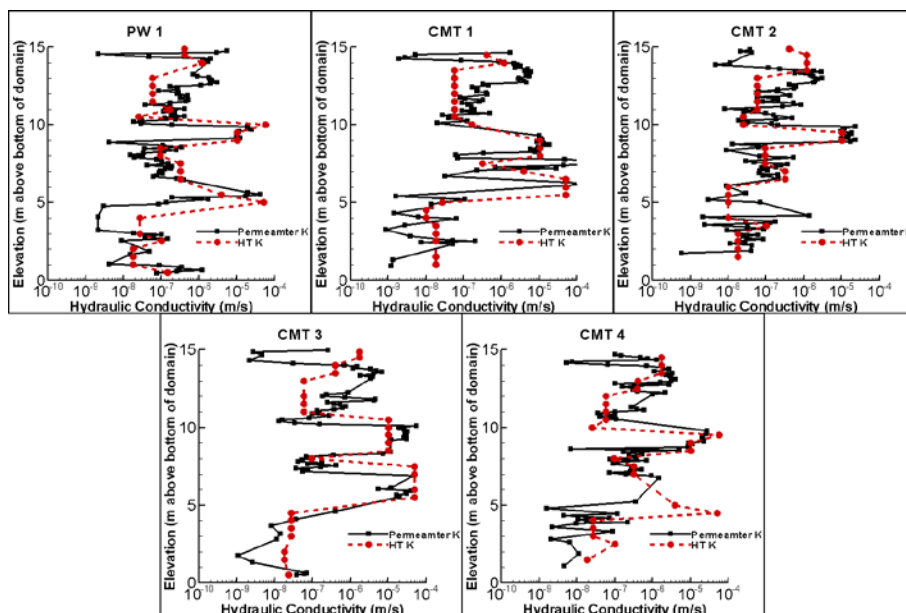 PW 1
Elevation (m above bottom of domain)
15
10
5
0
Permeamter K
HT K
10-10 10-9 10-8 10-7 10-6 10-5 10-4
Hydraulic Conductivity (m/s)
CMT 1
Elevation (m above bottom of domain)
15
10
5
0
Permeamter K
HT K
10-10 10-9 10-8 10-7 10-6 10-5 10-4
Hydraulic Conductivity (m/s)
CMT 2
Elevation (m above bottom of domain)
15
10
5
0
Permeamter K
HT K
10-10 10-9 10-8 10-7 10-6 10-5 10-4
Hydraulic Conductivity (m/s)
CMT 3
Elevation (m above bottom of domain)
15
10
5
0
Permeamter K
HT K
10-10 10-9 10-8 10-7 10-6 10-5 10-4
Hydraulic Conductivity (m/s)
CMT 4
Elevation (m above bottom of domain)
15
10
5
0
Permeamter K
HT K
10-10 10-9 10-8 10-7 10-6 10-5 10-4
Hydraulic Conductivity (m/s)